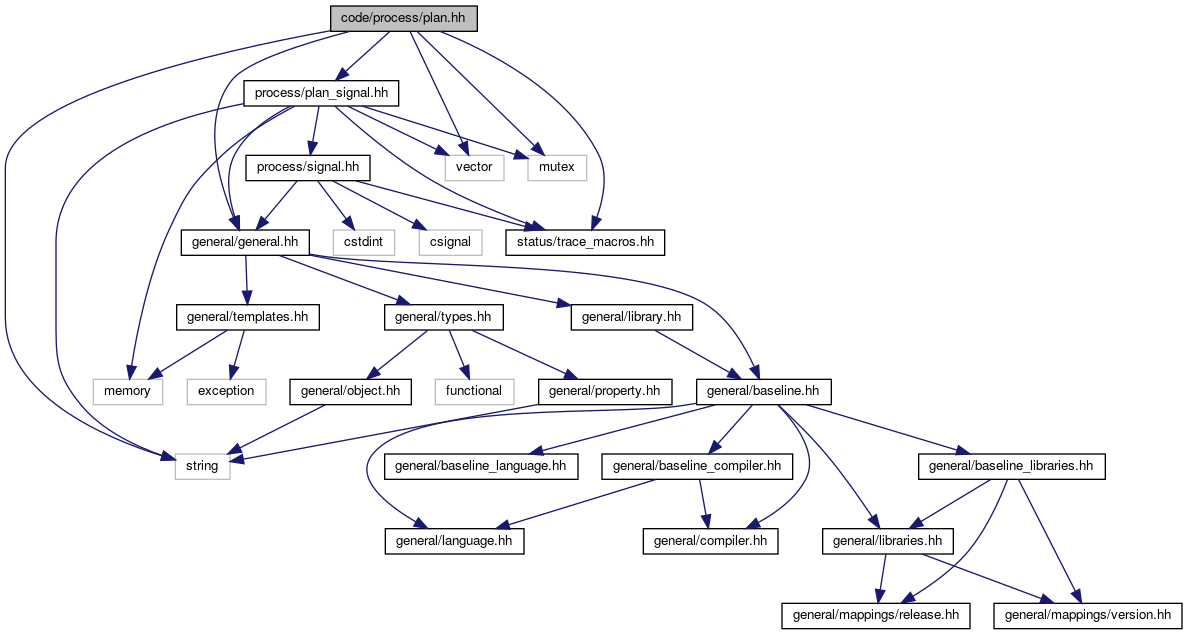 code/process/plan.hh
process/plan_signal.hh
process/signal.hh
vector
mutex
general/general.hh
cstdint
csignal
status/trace_macros.hh
general/templates.hh
general/types.hh
general/library.hh
memory
exception
general/object.hh
functional
general/property.hh
general/baseline.hh
string
general/baseline_language.hh
general/baseline_compiler.hh
general/baseline_libraries.hh
general/language.hh
general/compiler.hh
general/libraries.hh
general/mappings/release.hh
general/mappings/version.hh